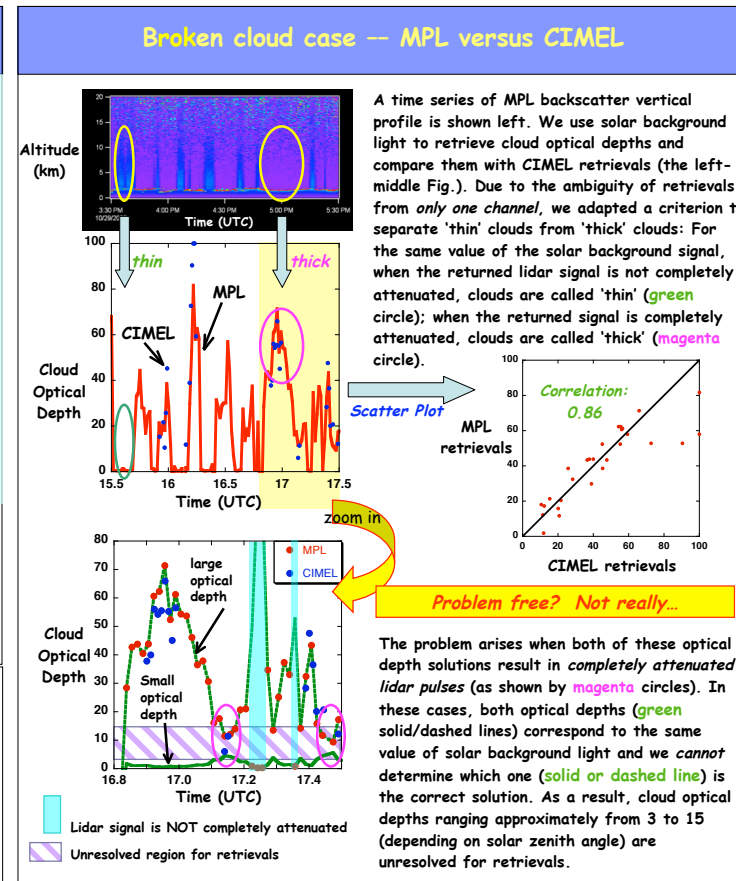 Broken cloud case -- MPL versus CIMEL
20
15
10
5
0
Altitude
(km)
3:30 PM
4:00 PM
4:30 PM
5:00 PM
5:30 PM
10/29/20
Time (UTC)
A time series of MPL backscatter vertical
profile is shown left. We use solar background
light to retrieve cloud optical depths and
compare them with CIMEL retrievals (the left-
middle Fig.). Due to the ambiguity of retrievals
from only one channel, we adapted a criterion t
separate 'thin' clouds from 'thick' clouds: For
the same value of the solar background signal,
when the returned lidar signal is not completely
attenuated, clouds are called 'thin' (green
circle); when the returned signal is completely
attenuated, clouds are called 'thick' (magenta
circle).
100
80
60
40
20
0
thin
thick
MPL
CIMEL
Cloud
Optical
Depth
15.5
16
16.5
17
17.5
Time (UTC)
Scatter Plot
100
80
60
40
20
0
Correlation:
0.86
MPL
retrievals
0
20
40
60
80
100
CIMEL retrievals
zoom in
80
70
60
50
40
30
20
10
0
MPL
CIMEL
large
optical
depth
Cloud
Optical
Depth
Small
optical
depth
16.8
17.0
17.2
17.4
Time (UTC)
Lidar signal is NOT completely attenuated
Unresolved region for retrievals
Problem free? Not really...
The problem arises when both of these optical
depth solutions result in completely attenuated
lidar pulses (as shown by magenta circles). In
these cases, both optical depths (green
solid/dashed lines) correspond to the same
value of solar background light and we cannot
determine which one (solid or dashed line) is
the correct solution. As a result, cloud optical
depths ranging approximately from 3 to 15
(depending on solar zenith angle) are
unresolved for retrievals.